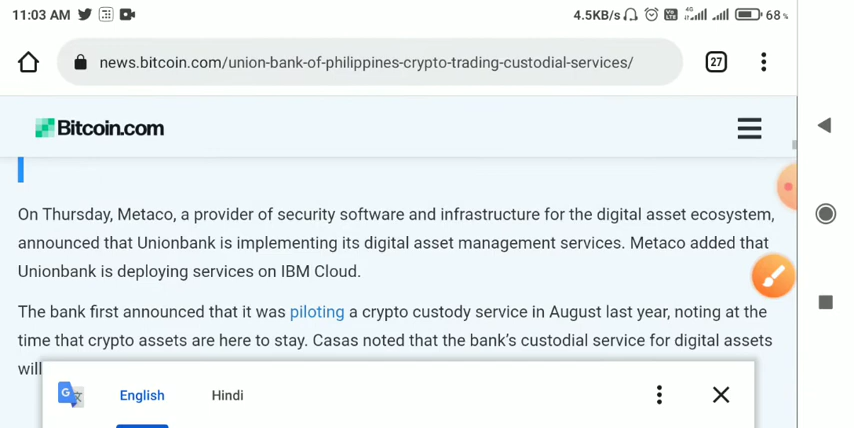 11:03 AM 4.5KB/s 4G 68%
news.bitcoin.com/union-bank-of-philippines-crypto-trading-custodial-services/ 27
Bitcoin.com
On Thursday, Metaco, a provider of security software and infrastructure for the digital asset ecosystem,
announced that Unionbank is implementing its digital asset management services. Metaco added that
Unionbank is deploying services on IBM Cloud.
The bank first announced that it was piloting a crypto custody service in August last year, noting at the
time that crypto assets are here to stay. Casas noted that the bank's custodial service for digital assets
will
English Hindi